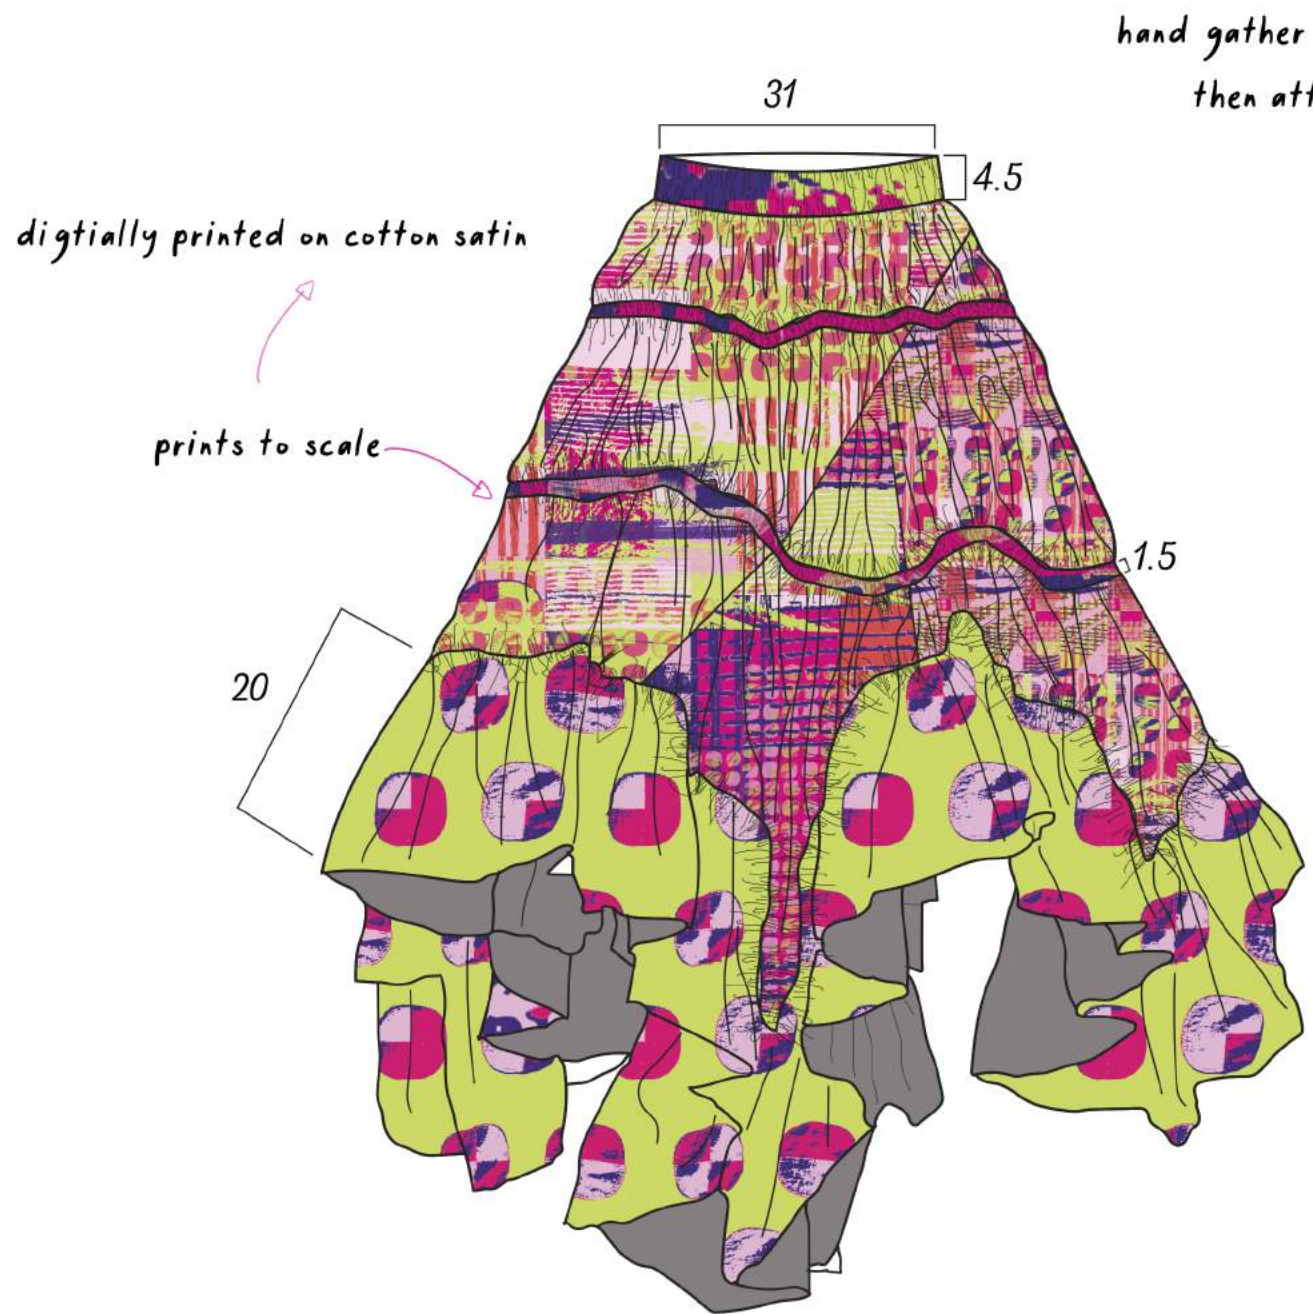 hand gather
then att
31
4.5
digtially printed on cotton satin
prints to scale
1.5
20